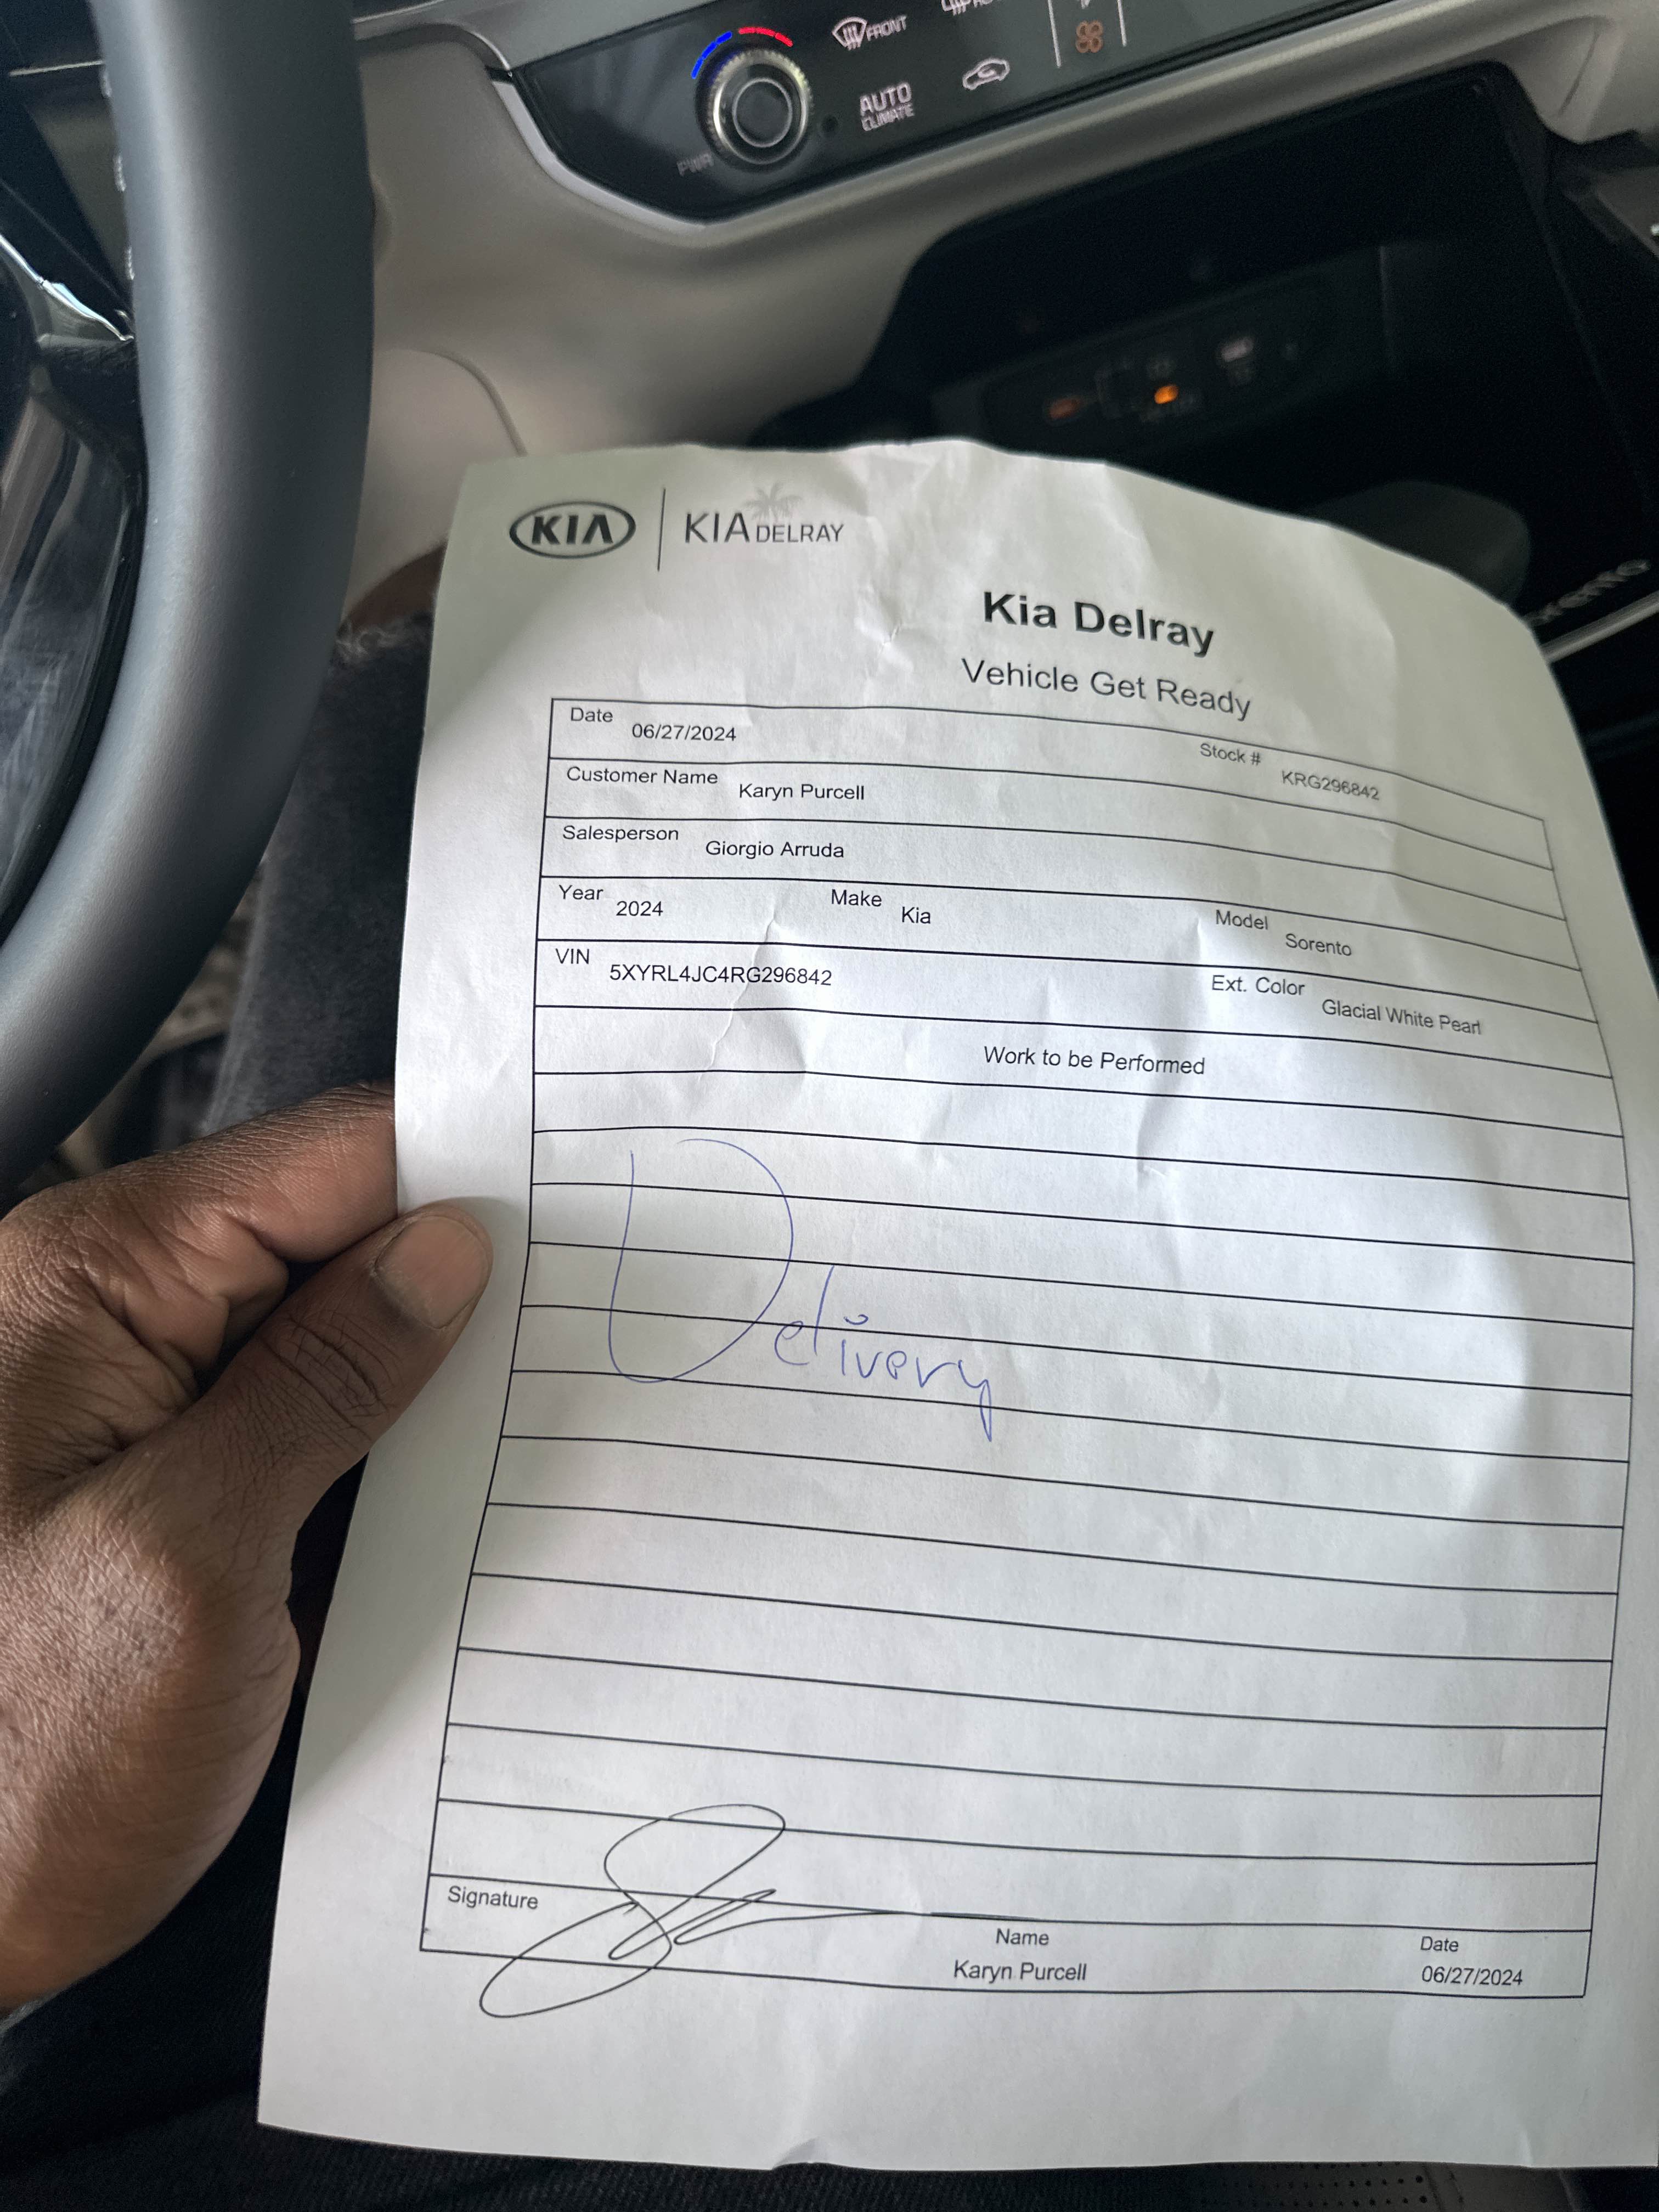 FRONT
AUTO
CLIMATE
PWR
KIA KIA DELRAY
Kia Delray
Vehicle Get Ready
Date 06/27/2024 Stock # KRG296842
Customer Name Karyn Purcell
Salesperson Giorgio Arruda
Year 2024 Make Kia Model Sorento
VIN 5XYRL4JC4RG296842 Ext. Color Glacial White Pearl
Work to be Performed
Delivery
Signature Name Date
Karyn Purcell 06/27/2024